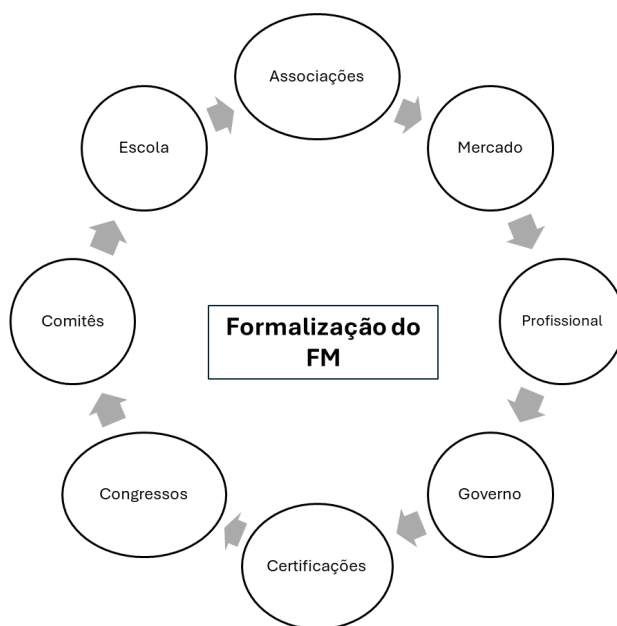 Associações
Mercado
Profissional
Governo
Certificações
Congressos
Comitês
Escola
Formalização do
FM